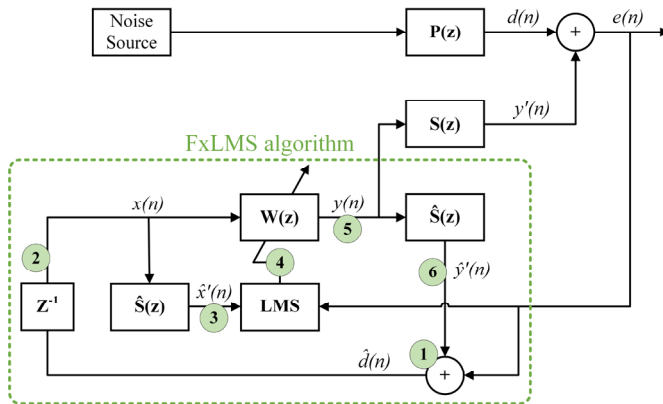 Noise
Source
P(z)
d(n)
+
e(n)
S(z)
y'(n)
FxLMS algorithm
x(n)
W(z)
y(n)
5
Ŝ(z)
2
4
6
ŷ'(n)
Z⁻¹
Ŝ(z)
x̂'(n)
3
LMS
d̂(n)
1
+